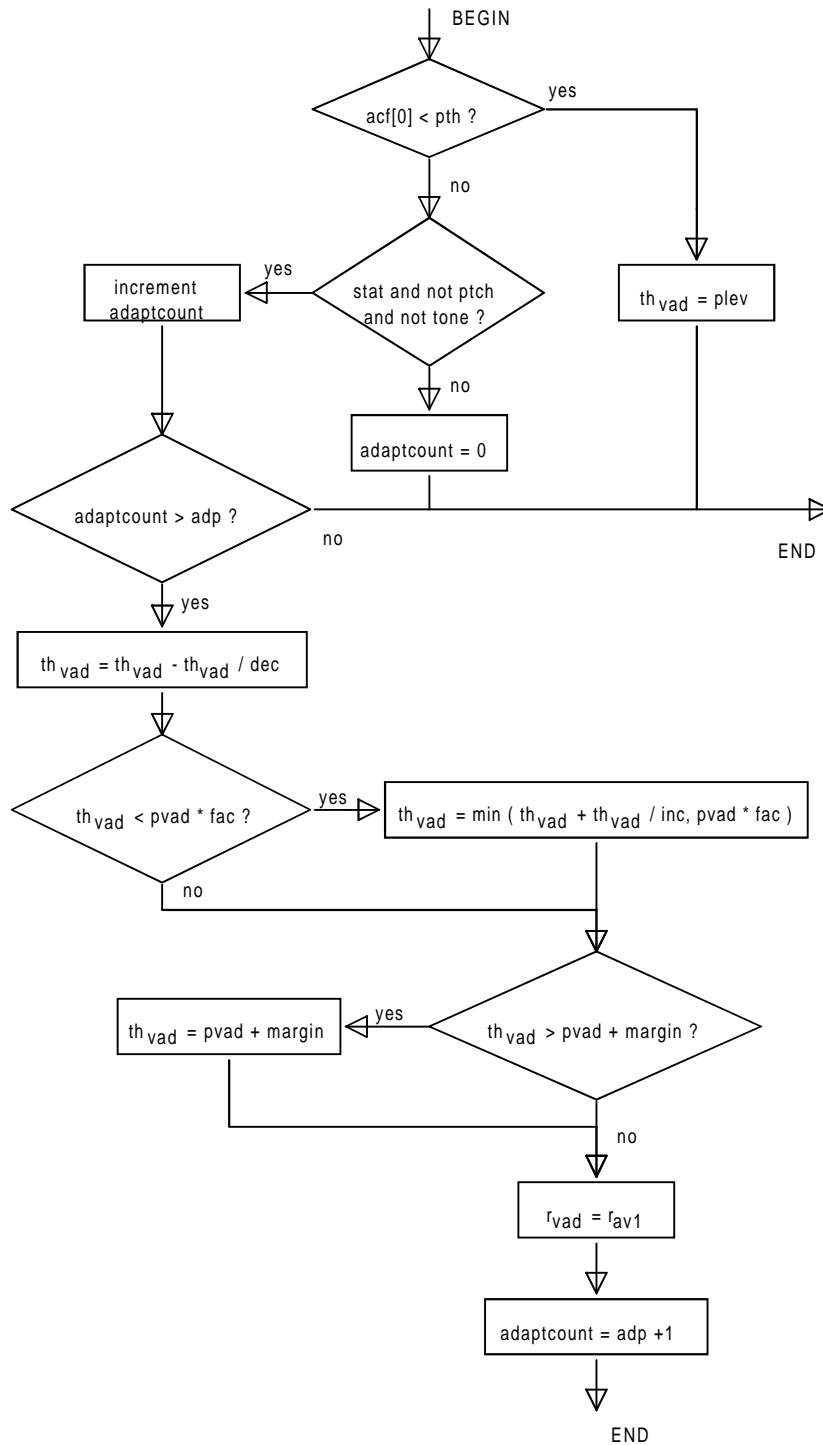 BEGIN
acf[0] < pth ?
yes
no
stat and not ptch
and not tone ?
yes
increment
adaptcount
th vad = plev
no
adaptcount = 0
adaptcount > adp ?
no
END
yes
th vad = th vad - th vad / dec
th vad < pvad * fac ?
yes
th vad = min ( th vad + th vad / inc, pvad * fac )
no
th vad > pvad + margin ?
yes
th vad = pvad + margin
no
r vad = r av1
adaptcount = adp +1
END